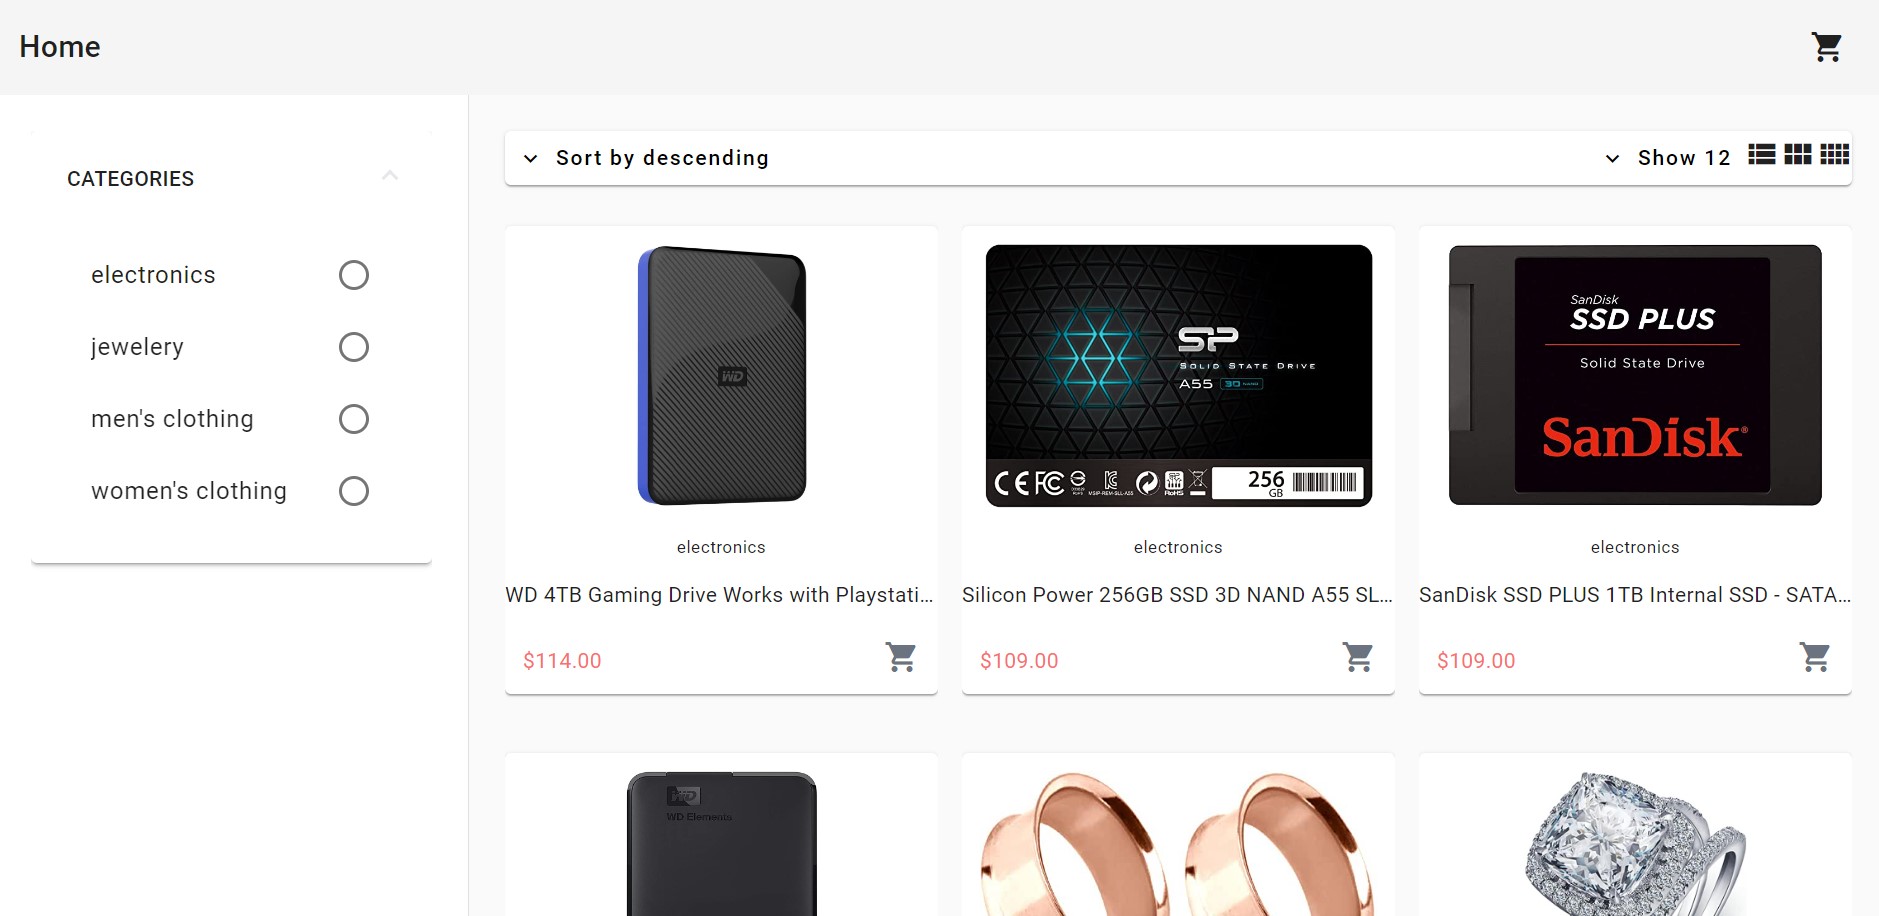 Home
CATEGORIES
electronics
jewelery
men's clothing
women's clothing
Sort by descending
Show 12
WD
SP
SOLID STATE DRIVE
A55 3D
256
GB
SanDisk
SSD PLUS
Solid State Drive
SanDisk®
electronics
electronics
electronics
WD 4TB Gaming Drive Works with Playstati...
Silicon Power 256GB SSD 3D NAND A55 SL...
SanDisk SSD PLUS 1TB Internal SSD - SATA...
$114.00
$109.00
$109.00
WD
WD Elements